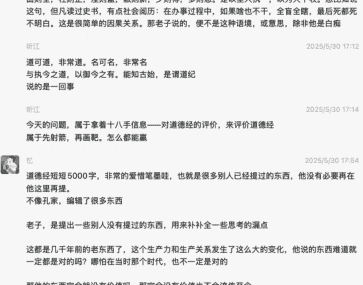 句，但凡读过史书，有点社会阅历：在办事过程中，如果啥也不干，全盲全瞎，最后死都死
不明白。这是很简单的因果关系。那老子说的，便不是这种语境，或意思，除非他是白痴
听江
2025/5/30 17:12
道可道，非常道。名可名，非常名
与执今之道，以御今之有。能知古始，是谓道纪
说的是一回事
听江
2025/5/30 17:14
今天的问题，属于拿着十八手信息——对道德经的评价，来评价道德经
属于先射箭，再画靶。怎么都能赢
忆
2025/5/30 17:54
道德经短短5000字，非常的爱惜笔墨哇，也就是很多别人已经提过的东西，他没有必要再在
他这里再提。
不像孔家，编辑了很多东西
老子，是提出一些别人没有提过的东西，用来补补全一些思考的漏点
这都是几千年前的老东西了，这个生产力和生产关系发生了这么大的变化，他说的东西难道就
一定都是对的吗？哪怕在当时那个时代，也不一定是对的